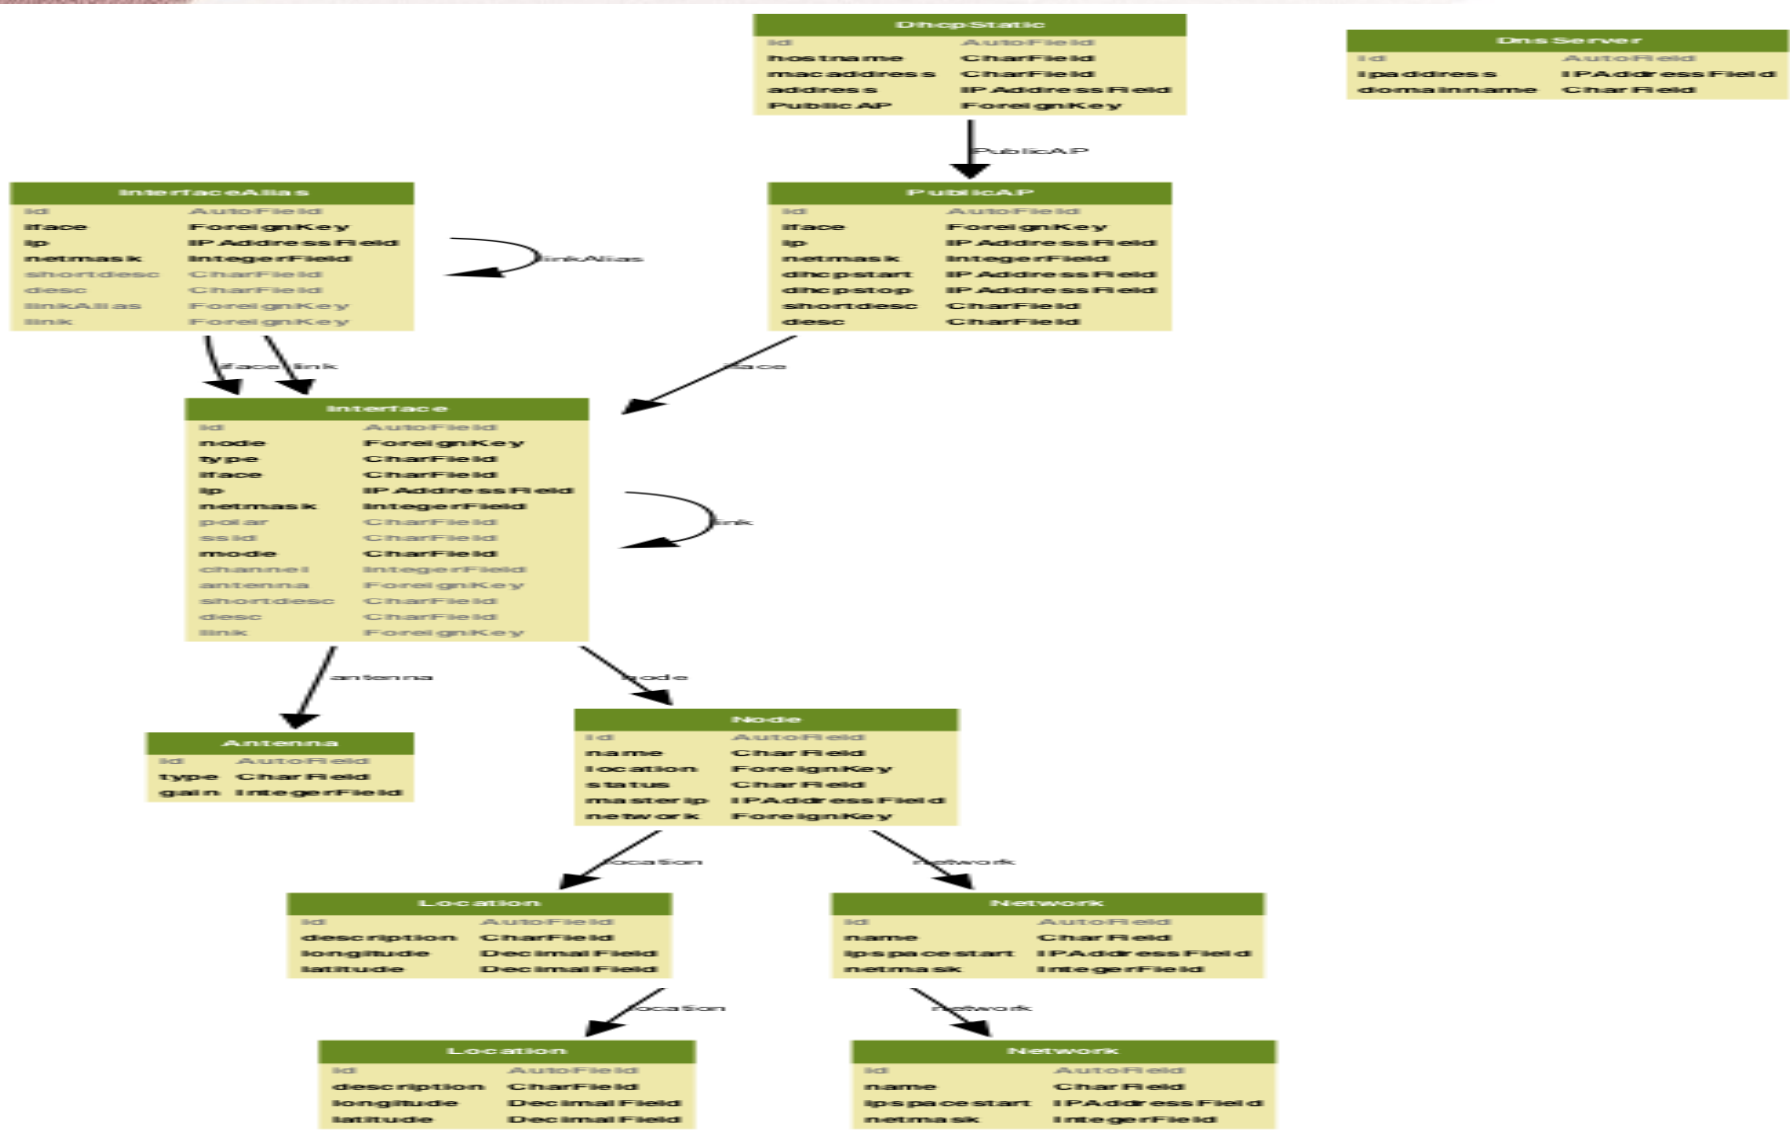 DhcpStatic
id AutoField
hostname CharField
macaddress CharField
address IPAddressField
PublicAP ForeignKey
DnsServer
id AutoField
ipaddress IPAddressField
domainname CharField
PublicAP
InterfaceAlias
id AutoField
iface ForeignKey
ip IPAddressField
netmask IntegerField
shortdesc CharField
desc CharField
linkAlias ForeignKey
link ForeignKey
linkAlias
PublicAP
id AutoField
iface ForeignKey
ip IPAddressField
netmask IntegerField
dhcpstart IPAddressField
dhcpstop IPAddressField
shortdesc CharField
desc CharField
iface link
iface
Interface
id AutoField
node ForeignKey
type CharField
iface CharField
ip IPAddressField
netmask IntegerField
polar CharField
ssid CharField
mode CharField
channel IntegerField
antenna ForeignKey
shortdesc CharField
desc CharField
link ForeignKey
link
antenna
node
Antenna
id AutoField
type CharField
gain IntegerField
Node
id AutoField
name CharField
location ForeignKey
status CharField
masterip IPAddressField
network ForeignKey
location
network
Location
id AutoField
description CharField
longitude DecimalField
latitude DecimalField
Network
id AutoField
name CharField
ipspacestart IPAddressField
netmask IntegerField
location
network
Location
id AutoField
description CharField
longitude DecimalField
latitude DecimalField
Network
id AutoField
name CharField
ipspacestart IPAddressField
netmask IntegerField